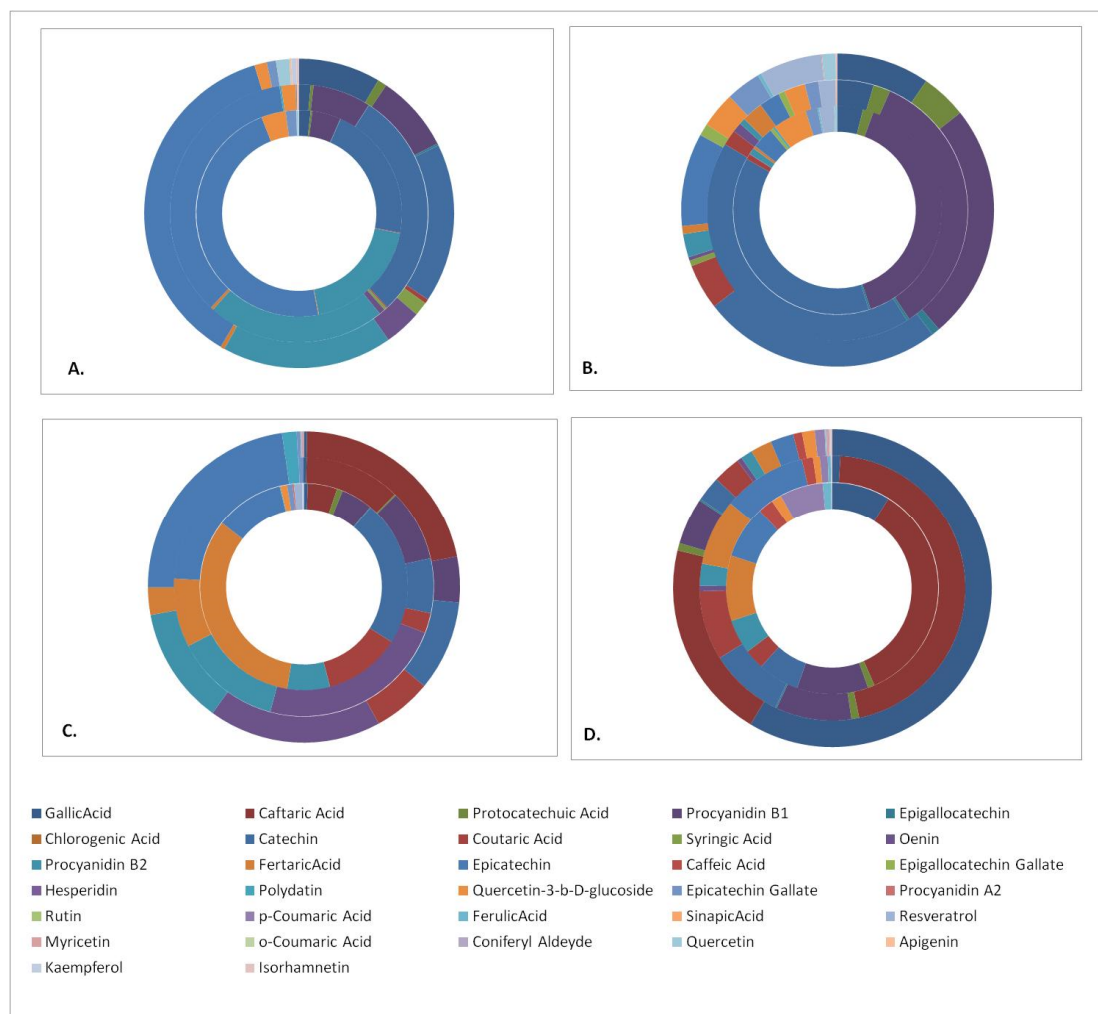 A.
B.
C.
D.
GallicAcid Caftaric Acid Protocatechuic Acid Procyanidin B1 Epigallocatechin
Chlorogenic Acid Catechin Coutaric Acid Syringic Acid Oenin
Procyanidin B2 FertaricAcid Epicatechin Caffeic Acid Epigallocatechin Gallate
Hesperidin Polydatin Quercetin-3-b-D-glucoside Epicatechin Gallate Procyanidin A2
Rutin p-Coumaric Acid FerulicAcid SinapicAcid Resveratrol
Myricetin o-Coumaric Acid Coniferyl Aldeyde Quercetin Apigenin
Kaempferol Isorhamnetin